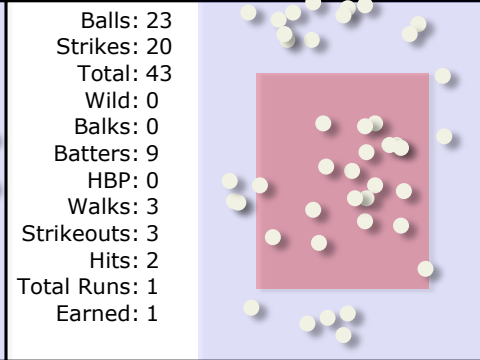 Balls: 23
Strikes: 20
Total: 43
Wild: 0
Balks: 0
Batters: 9
HBP: 0
Walks: 3
Strikeouts: 3
Hits: 2
Total Runs: 1
Earned: 1